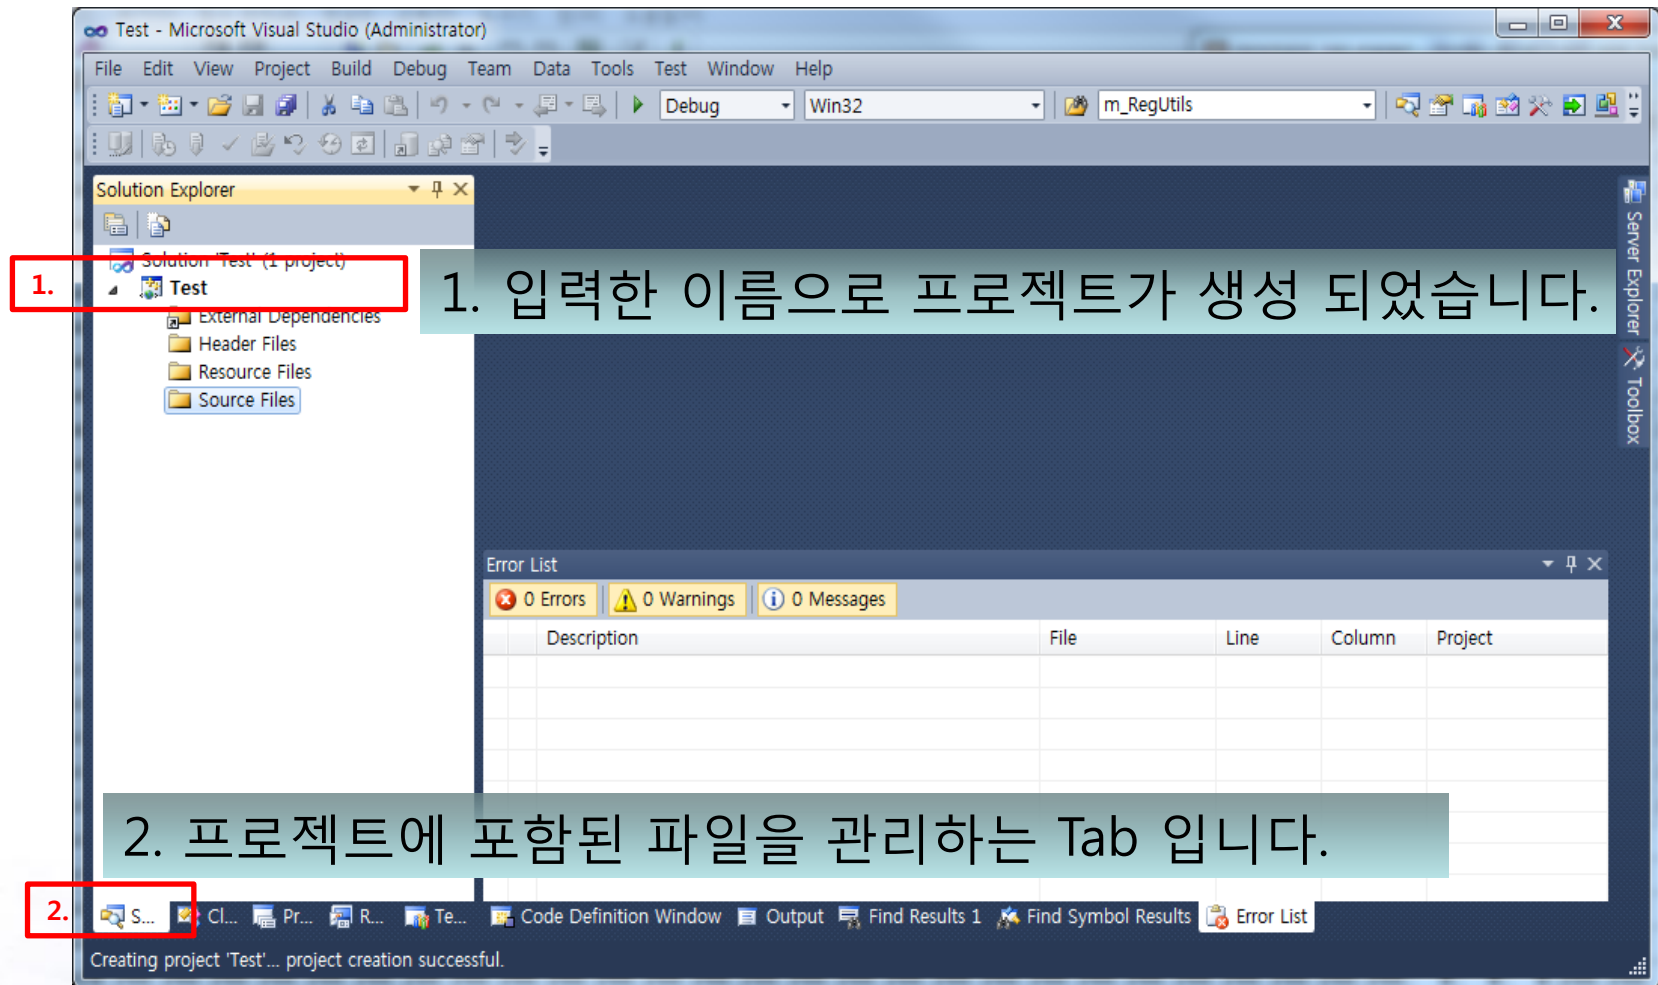 Test - Microsoft Visual Studio (Administrator)
File Edit View Project Build Debug Team Data Tools Test Window Help
Debug Win32 m_RegUtils
Solution Explorer
Solution 'Test' (1 project)
1.
Test
1. 입력한 이름으로 프로젝트가 생성 되었습니다.
External Dependencies
Header Files
Resource Files
Source Files
Server Explorer
Toolbox
Error List
0 Errors 0 Warnings 0 Messages
Description File Line Column Project
2. 프로젝트에 포함된 파일을 관리하는 Tab 입니다.
2.
S... Cl... Pr... R... Te... Code Definition Window Output Find Results 1 Find Symbol Results Error List
Creating project 'Test'... project creation successful.